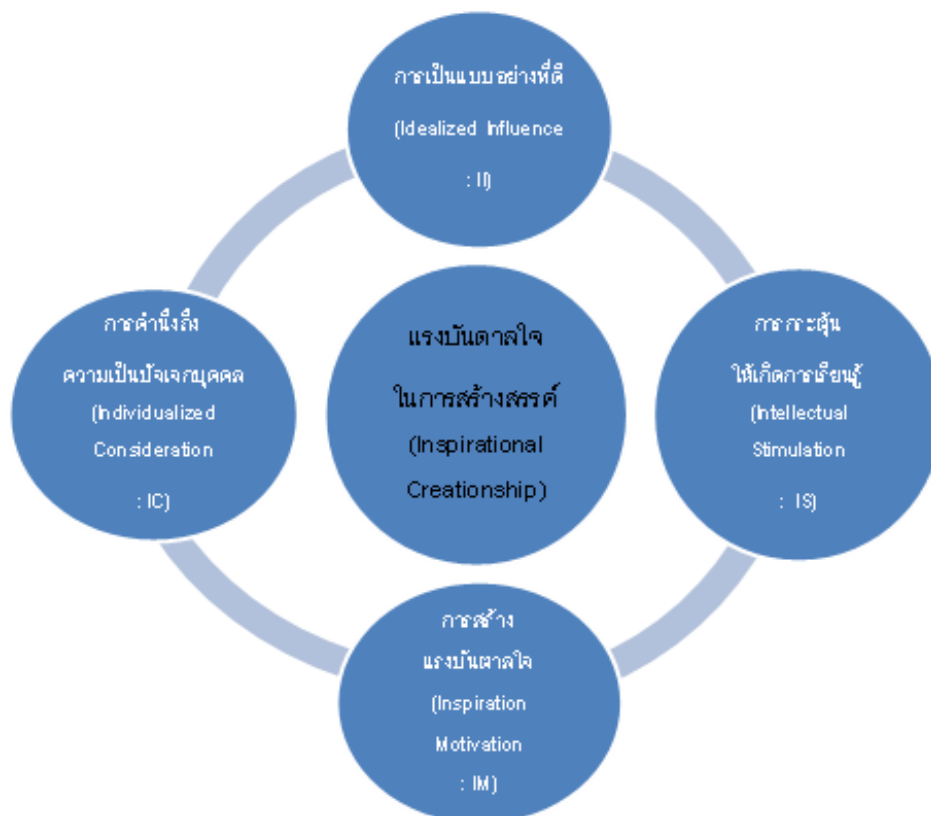 การเป็นแบบอย่างที่ดี
(Idealized Influence
: II)
การคำนึงถึง
ความเป็นปัจเจกบุคคล
(Individualized
Consideration
: IC)
แรงบันดาลใจ
ในการสร้างสรรค์
(Inspirational
Creationship)
การกระตุ้น
ให้เกิดการเรียนรู้
(Intellectual
Stimulation
: IS)
การสร้าง
แรงบันดาลใจ
(Inspiration
Motivation
: IM)